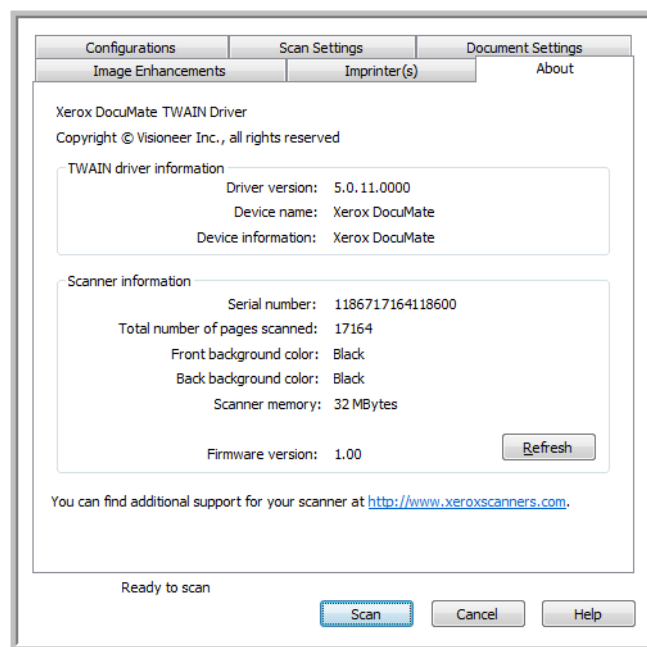 Configurations Scan Settings Document Settings
Image Enhancements Imprinter(s) About
Xerox DocuMate TWAIN Driver
Copyright © Visioneer Inc., all rights reserved
TWAIN driver information
Driver version: 5.0.11.0000
Device name: Xerox DocuMate
Device information: Xerox DocuMate
Scanner information
Serial number: 1186717164118600
Total number of pages scanned: 17164
Front background color: Black
Back background color: Black
Scanner memory: 32 MBytes
Firmware version: 1.00 Refresh
You can find additional support for your scanner at http://www.xeroxscanners.com.
Ready to scan
Scan Cancel Help